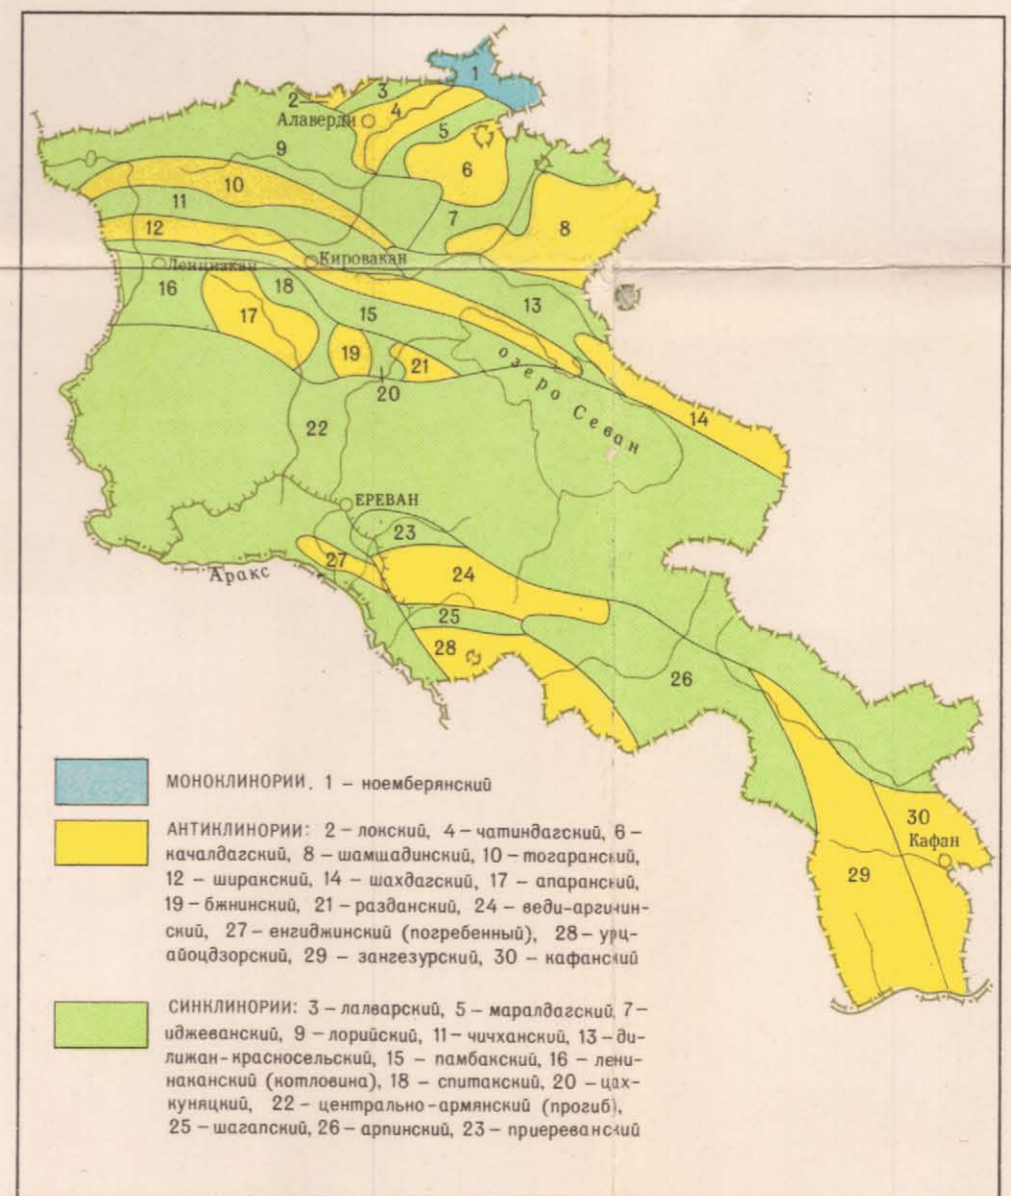 1
2
3
4
Алаверди
5
9
6
10
7
11
8
12
Ленинакан
Кировакан
16
18
13
17
15
19
21
20
озеро Севан
14
22
ЕРЕВАН
23
27
24
Аракс
25
28
26
30
Кафан
29
МОНОКЛИНОРИИ. 1 – ноемберянский
АНТИКЛИНОРИИ: 2 – локский, 4 – чатиндагский, 6 –
качалдагский, 8 – шамшадинский, 10 – тогаранский,
12 – ширакский, 14 – шахдагский, 17 – апаранский,
19 – бжнинский, 21 – разданский, 24 – веди-аргичин-
ский, 27 – енгиджинский (погребенный), 28 – урц-
айоцдзорский, 29 – зангезурский, 30 – кафанский
СИНКЛИНОРИИ: 3 – лалварский, 5 – маралдагский, 7 –
иджеванский, 9 – лорийский, 11 – чичханский, 13 – ди-
лижан-красносельский, 15 – памбакский, 16 – лени-
наканский (котловина), 18 – спитакский, 20 – цах-
куняцкий, 22 – центрально-армянский (прогиб),
25 – шагапский, 26 – арпинский, 23 – приереванский